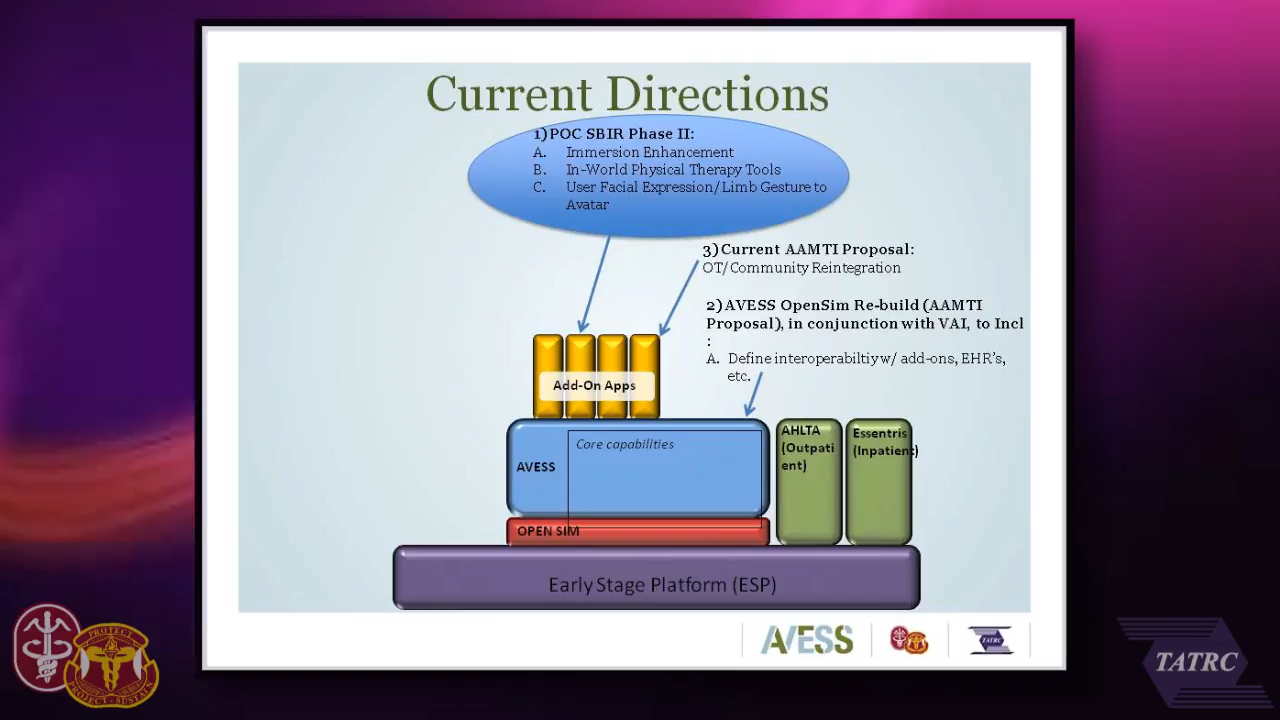 Current Directions
1) POC SBIR Phase II:
A. Immersion Enhancement
B. In-World Physical Therapy Tools
C. User Facial Expression/Limb Gesture to
Avatar
3) Current AAMTI Proposal:
OT/Community Reintegration
2) AVESS OpenSim Re-build (AAMTI
Proposal), in conjunction with VAI, to Incl
:
A. Define interoperabiltiy w/ add-ons, EHR's,
etc.
Add-On Apps
Core capabilities
AVESS
AHLTA
(Outpati
ent)
Essentris
(Inpatient)
OPEN SIM
Early Stage Platform (ESP)
AVESS
TATRC
PROJECT
PROJECT - SUSTAIN
TATRC